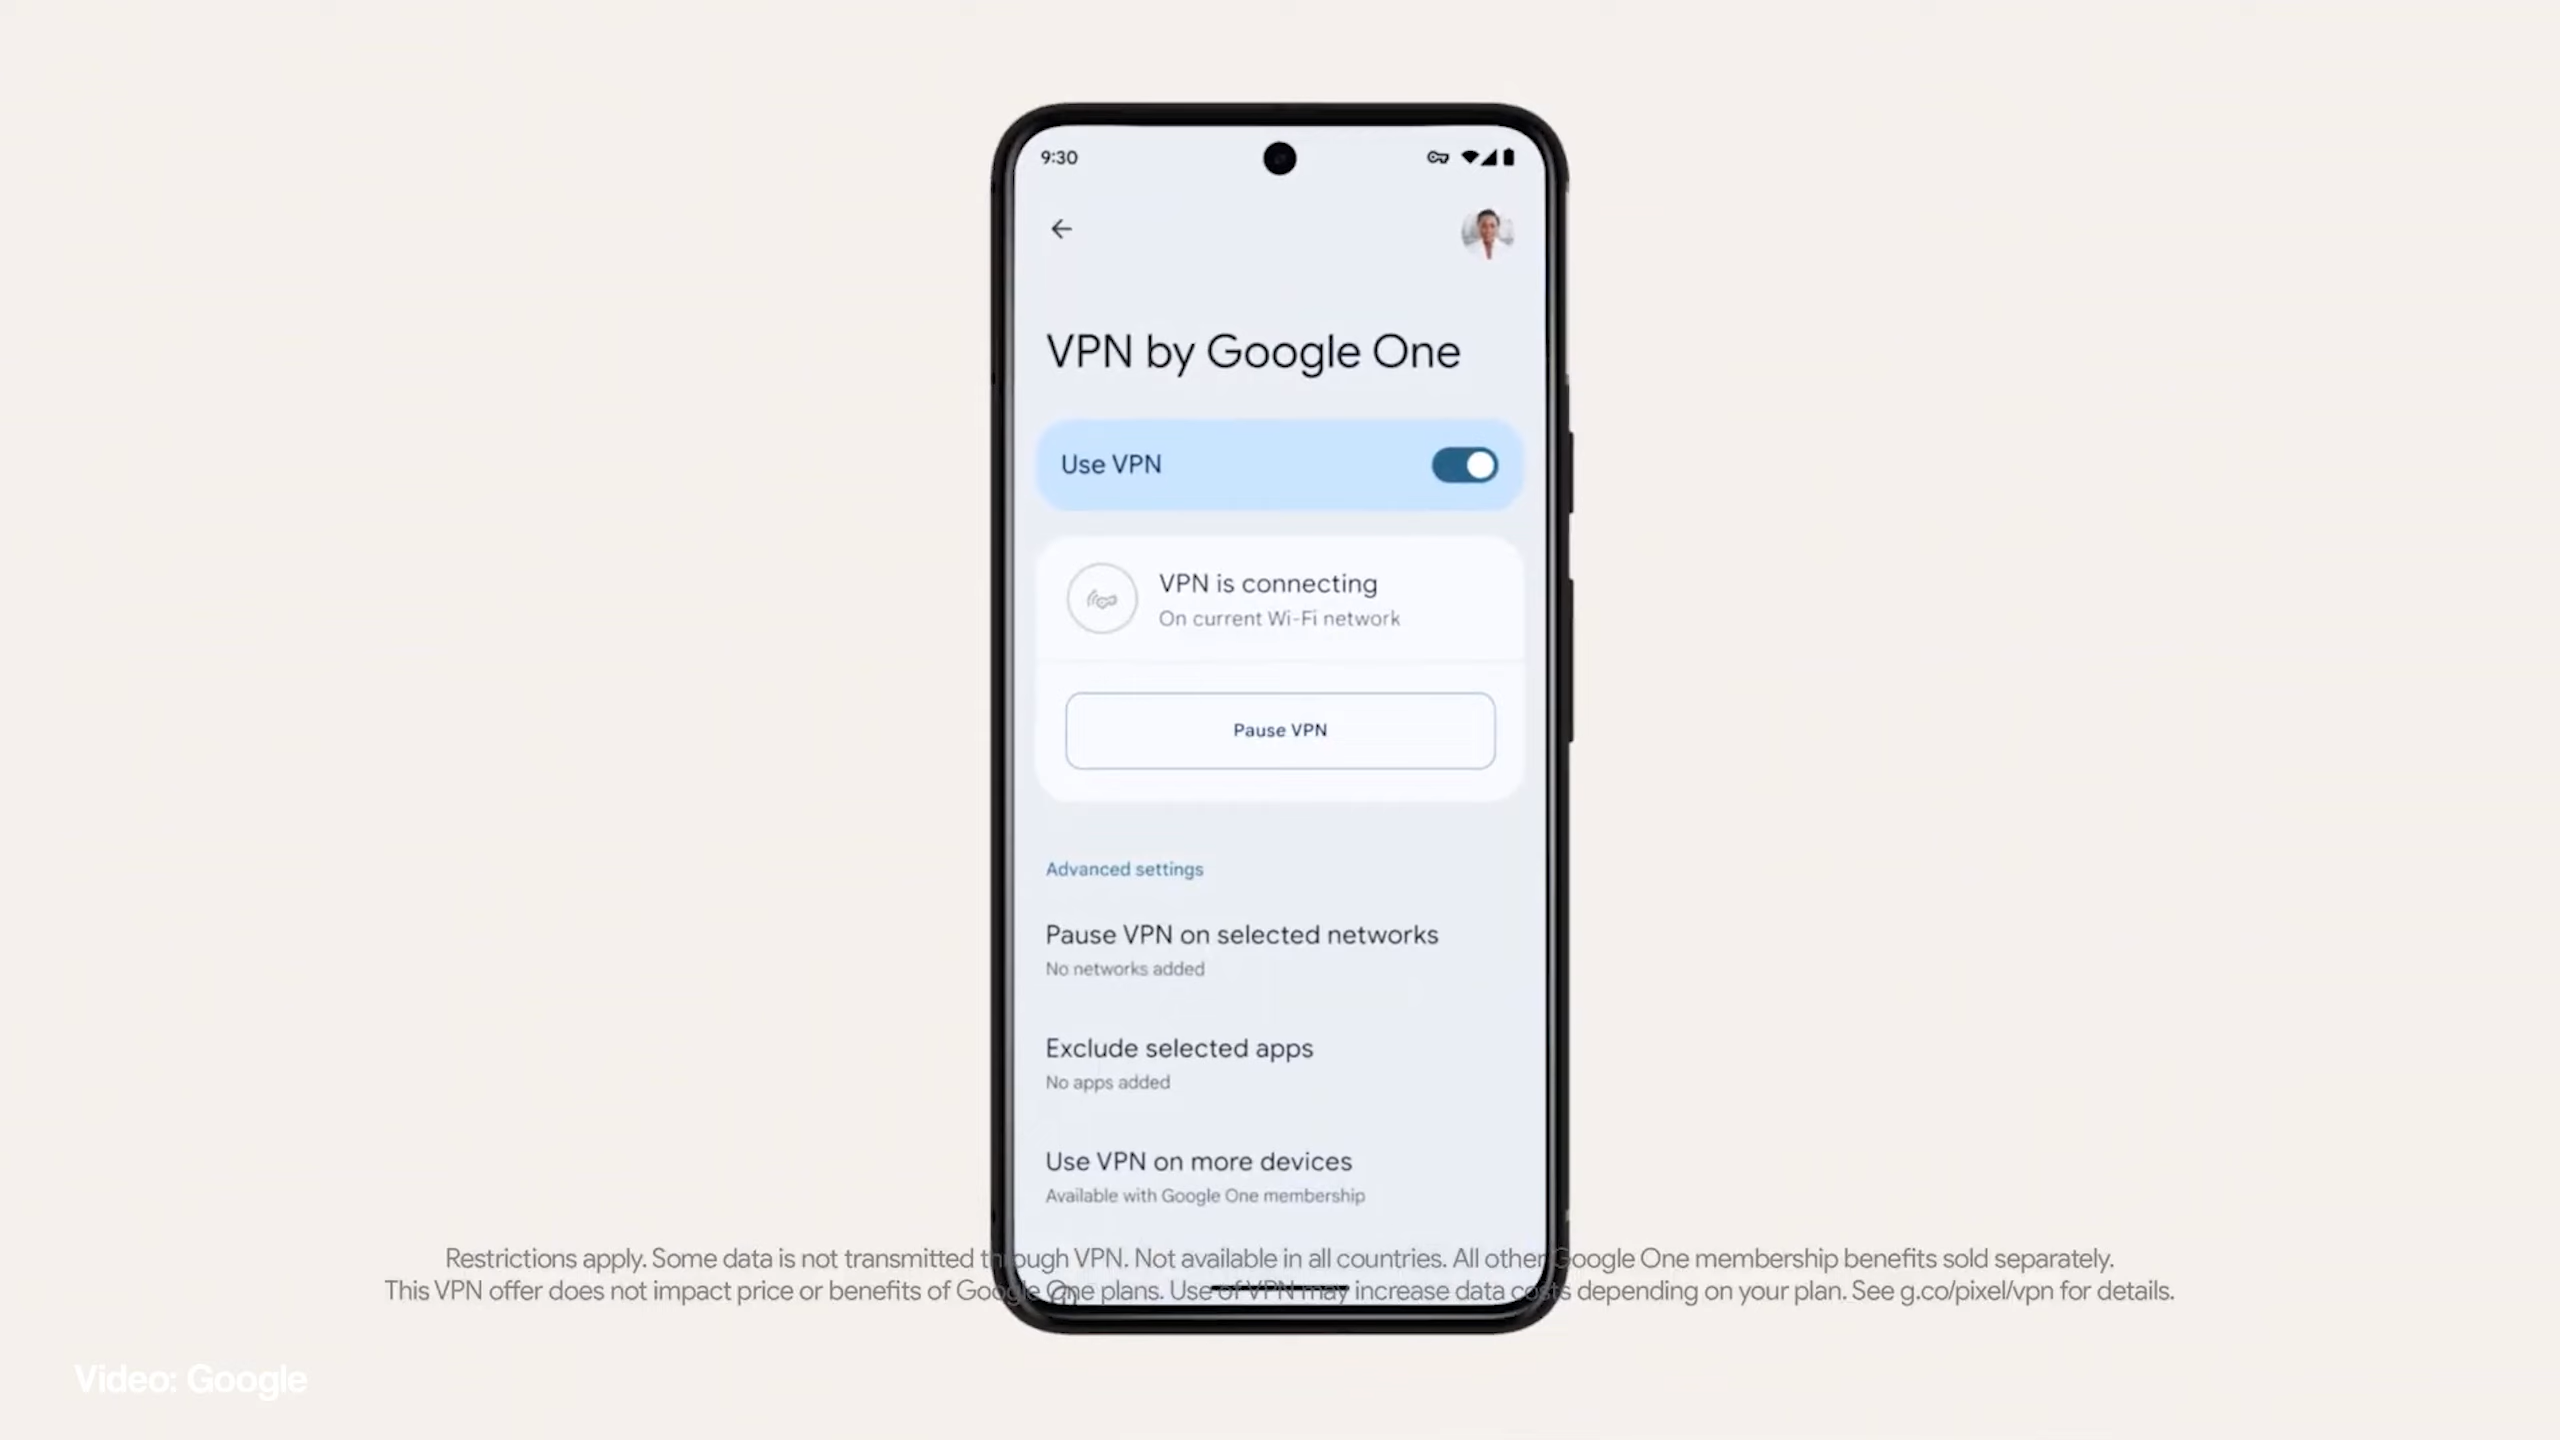 9:30
VPN by Google One
Use VPN
VPN is connecting
On current Wi-Fi network
Pause VPN
Advanced settings
Pause VPN on selected networks
No networks added
Exclude selected apps
No apps added
Use VPN on more devices
Available with Google One membership
Restrictions apply. Some data is not transmitted through VPN. Not available in all countries. All other Google One membership benefits sold separately.
This VPN offer does not impact price or benefits of Google One plans. Use of VPN may increase data costs depending on your plan. See g.co/pixel/vpn for details.
Video: Google